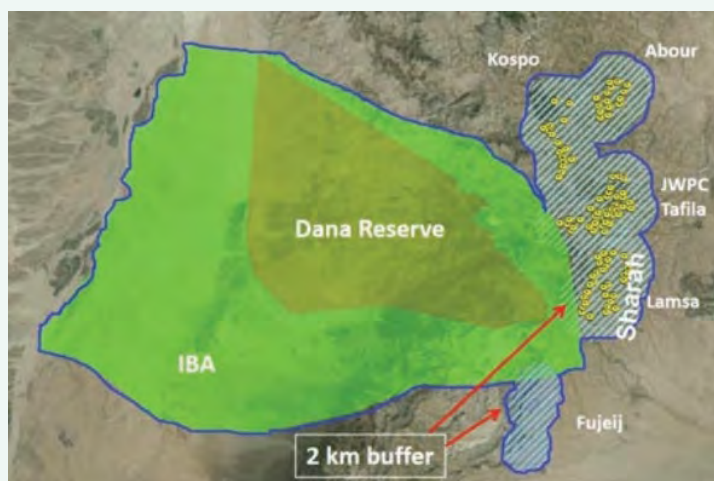 Kospo
Abour
Dana Reserve
JWPC
Tafila
Sharah
Lamsa
IBA
Fujeij
2 km buffer